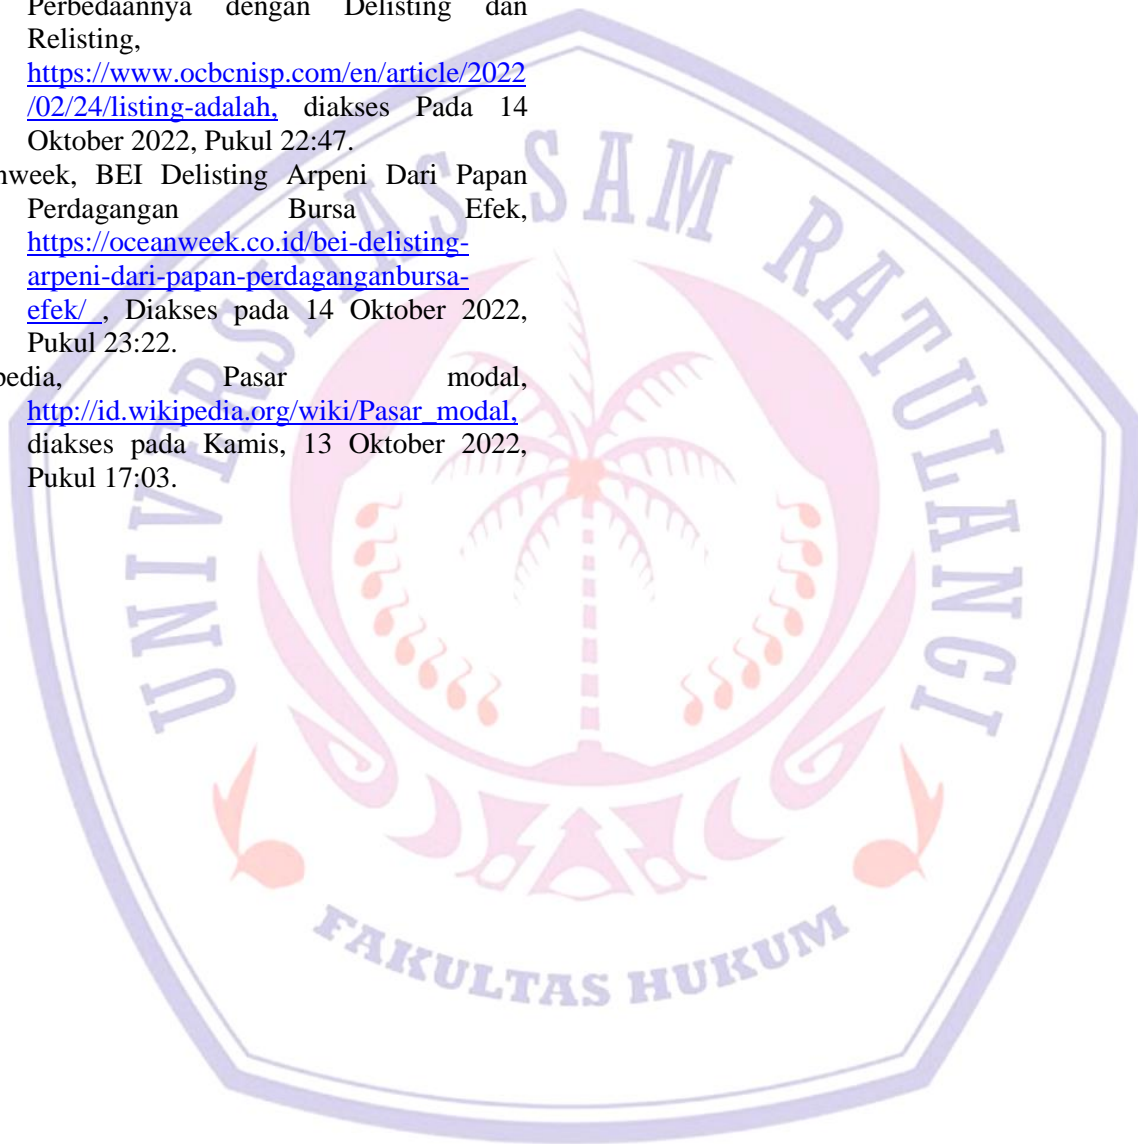 Perbedaannya dengan Delisting dan
Relisting,
https://www.ocbcnisp.com/en/article/2022
/02/24/listing-adalah, diakses Pada 14
Oktober 2022, Pukul 22:47.
nweek, BEI Delisting Arpeni Dari Papan
Perdagangan Bursa Efek,
https://oceanweek.co.id/bei-delisting-
arpeni-dari-papan-perdaganganbursa-
efek/ , Diakses pada 14 Oktober 2022,
Pukul 23:22.
pedia, Pasar modal,
http://id.wikipedia.org/wiki/Pasar_modal,
diakses pada Kamis, 13 Oktober 2022,
Pukul 17:03.
UNIVERSITAS SAM RATULANGI
FAKULTAS HUKUM